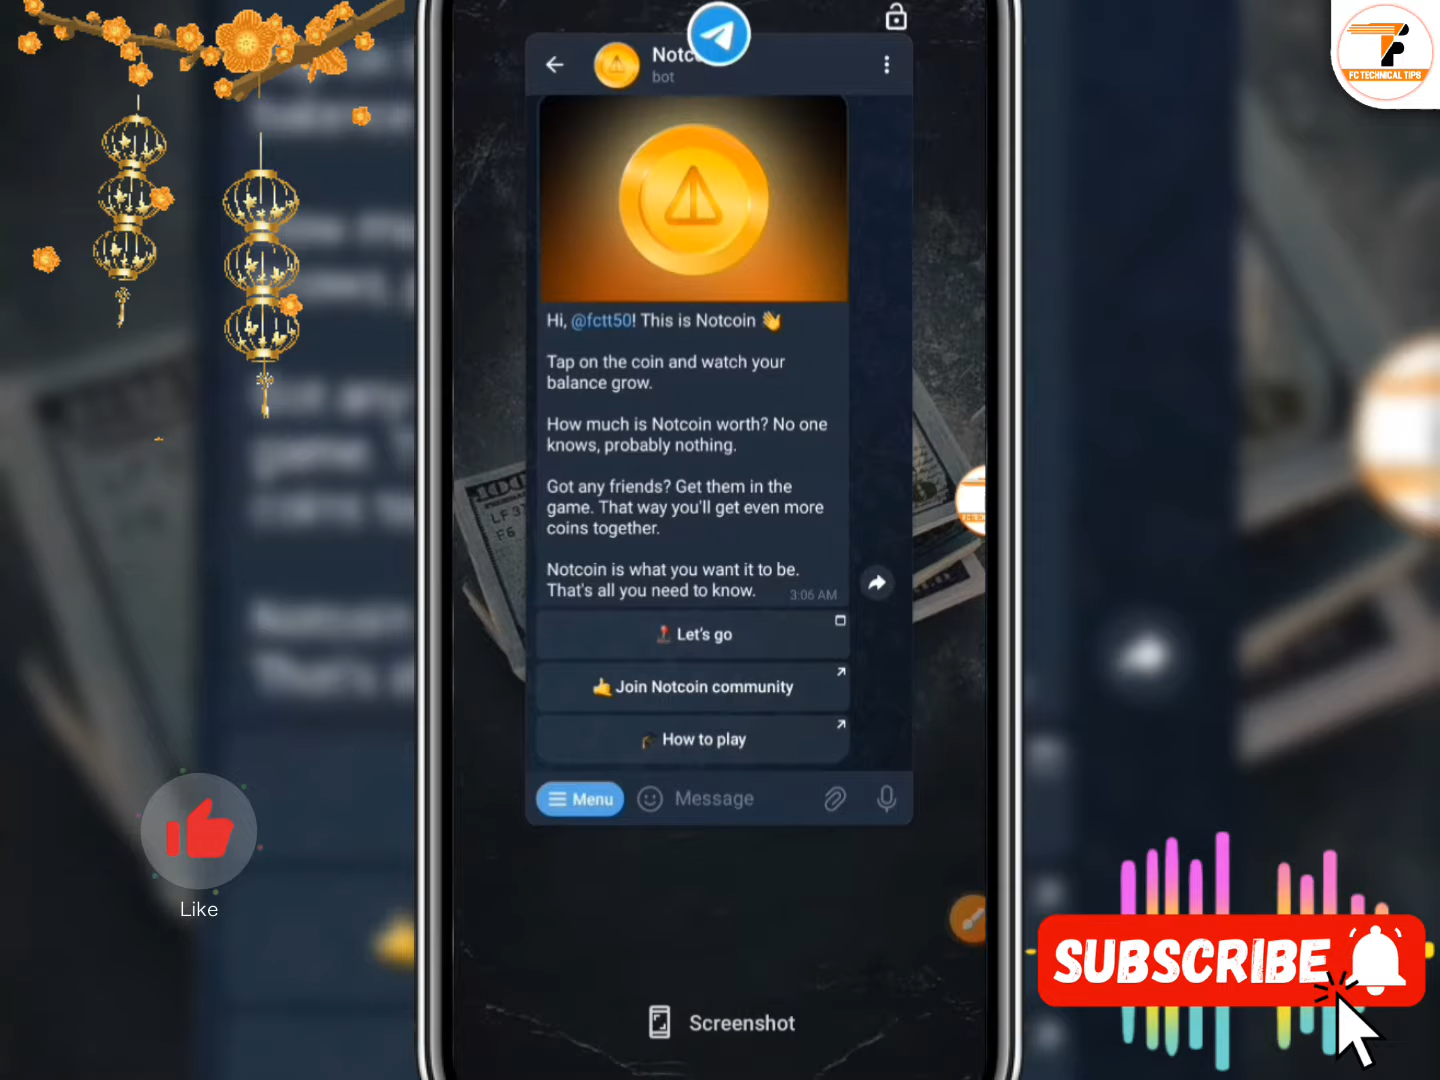 FC TECHNICAL TIPS
Notc
bot
Hi, @fctt50! This is Notcoin 👋
Tap on the coin and watch your
balance grow.
How much is Notcoin worth? No one
knows, probably nothing.
Got any friends? Get them in the
game. That way you'll get even more
coins together.
Notcoin is what you want it to be.
That's all you need to know.
3:06 AM
Let's go
Join Notcoin community
How to play
Menu
Message
Screenshot
Like
SUBSCRIBE